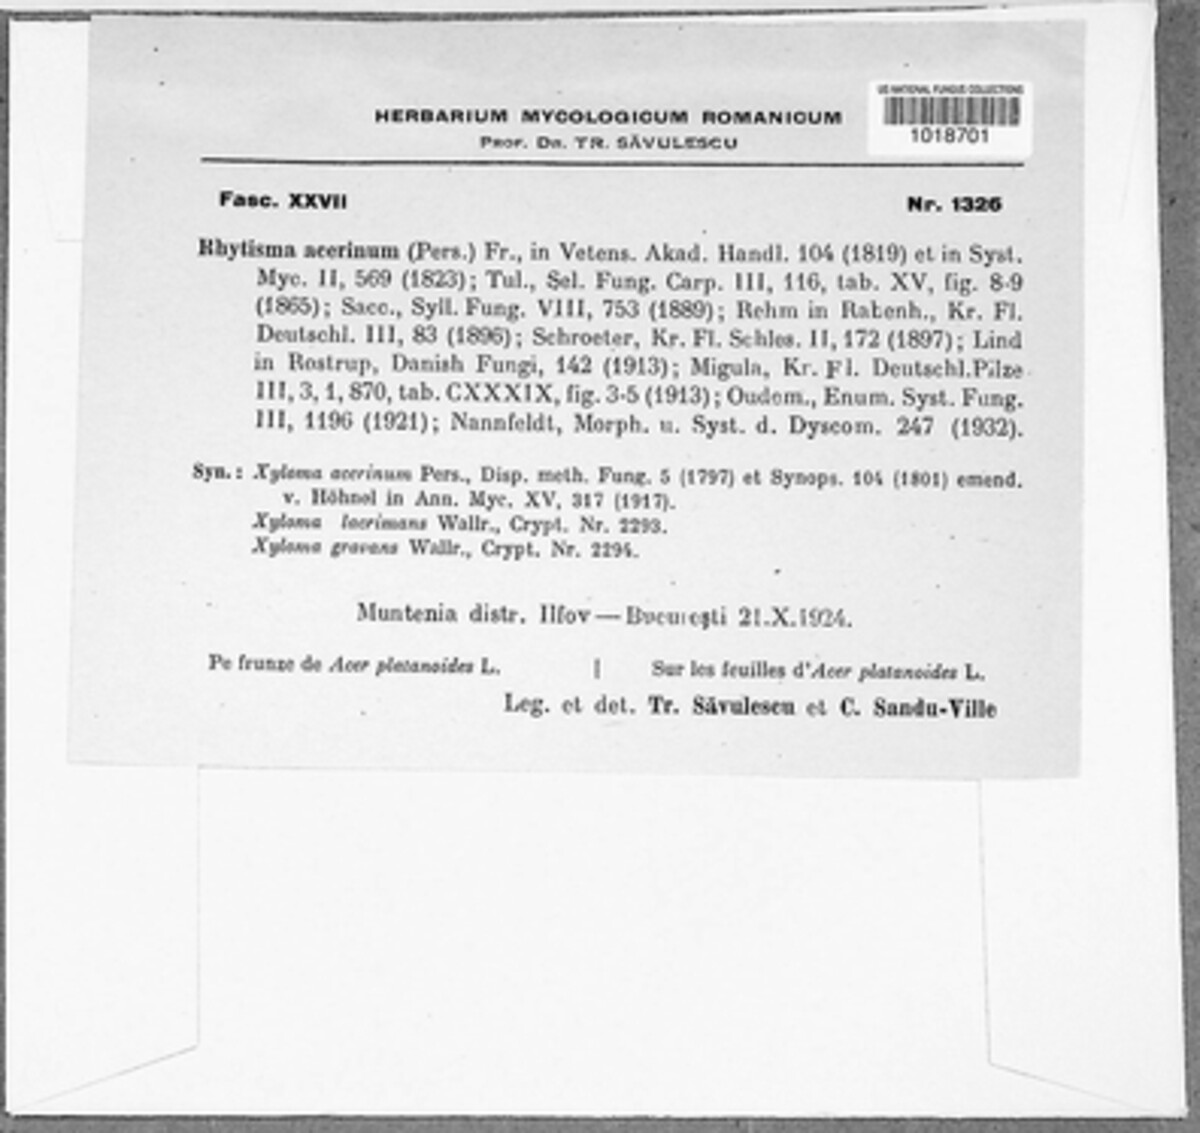 US NATIONAL FUNGUS COLLECTIONS
1018701
HERBARIUM MYCOLOGICUM ROMANICUM
PROF. DR. TR. SĂVULESCU
Fasc. XXVII
Nr. 1326
Rhytisma acerinum (Pers.) Fr., in Vetens. Akad. Handl. 104 (1819) et in Syst.
Myc. II, 569 (1823); Tul., Sel. Fung. Carp. III, 116, tab. XV, fig. 8-9
(1865); Sacc., Syll. Fung. VIII, 753 (1889); Rehm in Rabenh., Kr. Fl.
Deutschl. III, 83 (1896); Schroeter, Kr. Fl. Schles. II, 172 (1897); Lind
in Rostrup, Danish Fungi, 142 (1913); Migula, Kr. Fl. Deutschl.Pilze
III, 3, 1, 870, tab. CXXXIX, fig. 3-5 (1913); Oudem., Enum. Syst. Fung.
III, 1196 (1921); Nannfeldt, Morph. u. Syst. d. Dyscom. 247 (1932).
Syn.: Xyloma acerinum Pers., Disp. meth. Fung. 5 (1797) et Synops. 104 (1801) emend.
v. Höhnel in Ann. Myc. XV, 317 (1917).
Xyloma lacrimans Wallr., Crypt. Nr. 2293.
Xyloma gravans Wallr., Crypt. Nr. 2294.
Muntenia distr. Ilfov — București 21.X.1924.
Pe frunze de Acer platanoides L. | Sur les feuilles d'Acer platanoides L.
Leg. et det. Tr. Săvulescu et C. Sandu-Ville